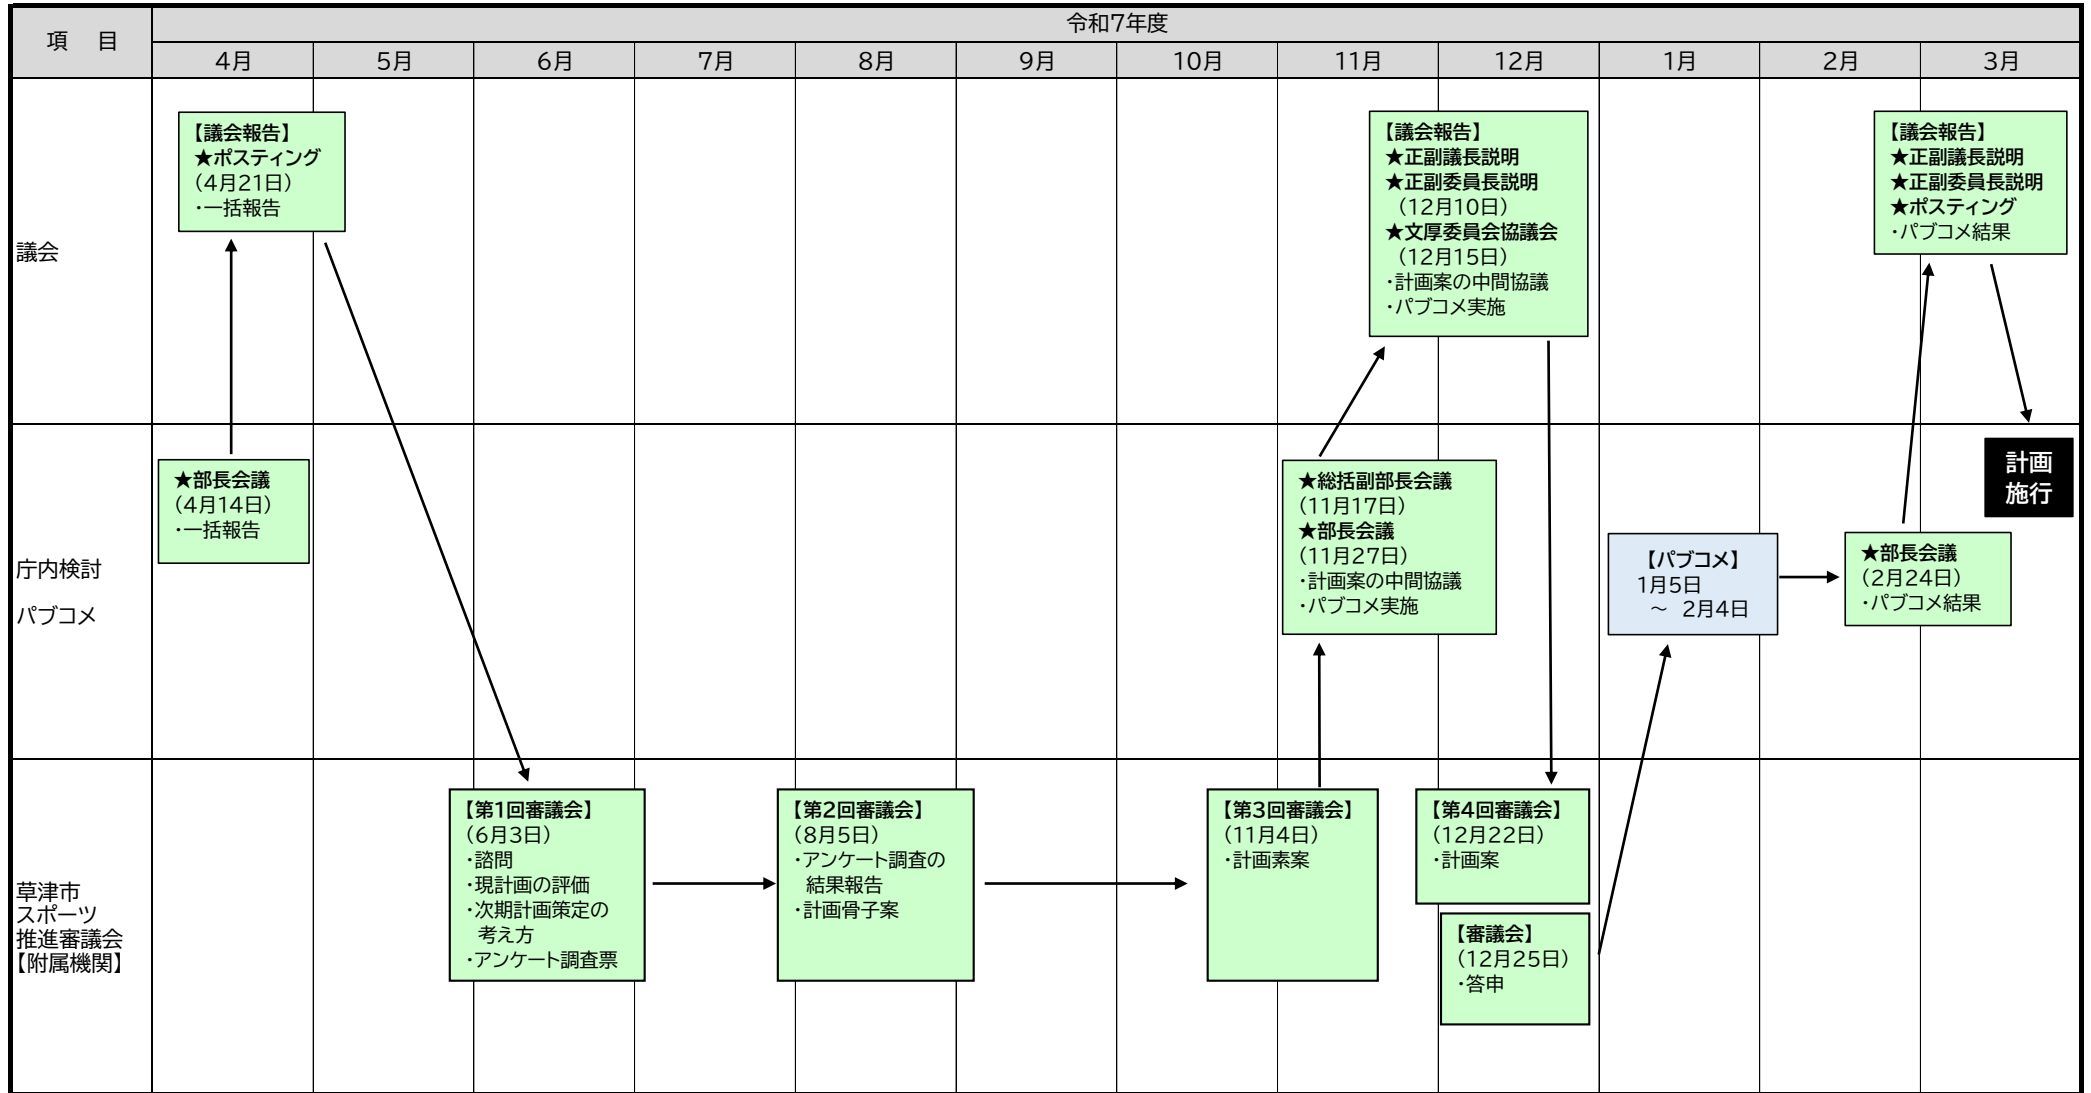 項　目
令和7年度
4月
5月
6月
7月
8月
9月
10月
11月
12月
1月
2月
3月
議会
【議会報告】
★ポスティング
(4月21日)
・一括報告
【議会報告】
★正副議長説明
★正副委員長説明
(12月10日)
★文厚委員会協議会
(12月15日)
・計画案の中間協議
・パブコメ実施
【議会報告】
★正副議長説明
★正副委員長説明
★ポスティング
・パブコメ結果
庁内検討
パブコメ
★部長会議
(4月14日)
・一括報告
★総括副部長会議
(11月17日)
★部長会議
(11月27日)
・計画案の中間協議
・パブコメ実施
【パブコメ】
1月5日
～ 2月4日
★部長会議
(2月24日)
・パブコメ結果
計画
施行
草津市
スポーツ
推進審議会
【附属機関】
【第1回審議会】
(6月3日)
・諮問
・現計画の評価
・次期計画策定の
考え方
・アンケート調査票
【第2回審議会】
(8月5日)
・アンケート調査の
結果報告
・計画骨子案
【第3回審議会】
(11月4日)
・計画素案
【第4回審議会】
(12月22日)
・計画案
【審議会】
(12月25日)
・答申